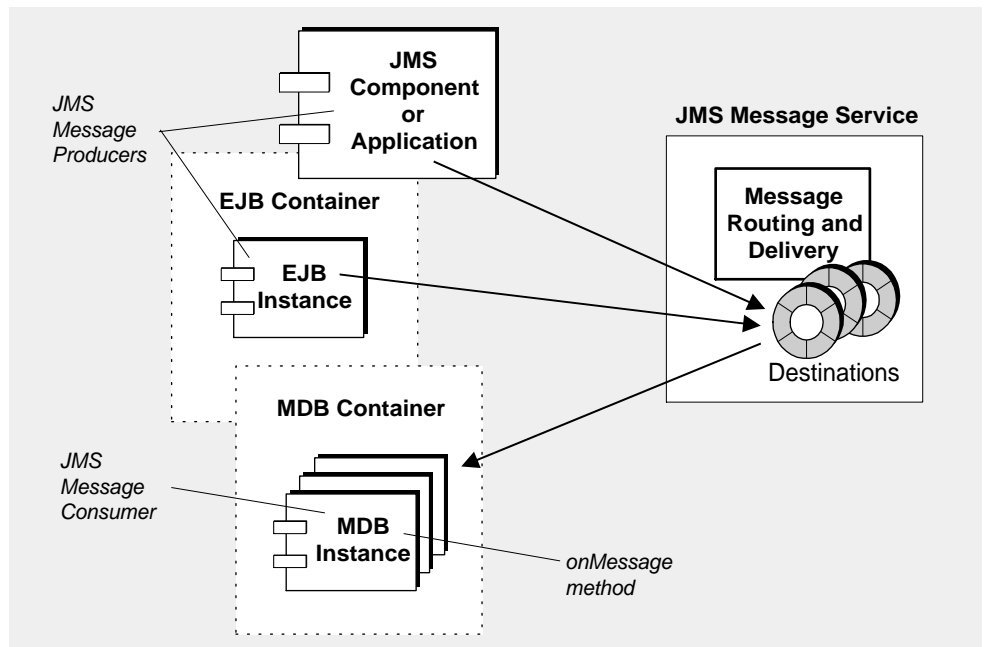 JMS
Component
or
Application
JMS
Message
Producers
JMS Message Service
Message
Routing and
Delivery
Destinations
EJB Container
EJB
Instance
MDB Container
JMS
Message
Consumer
MDB
Instance
onMessage
method